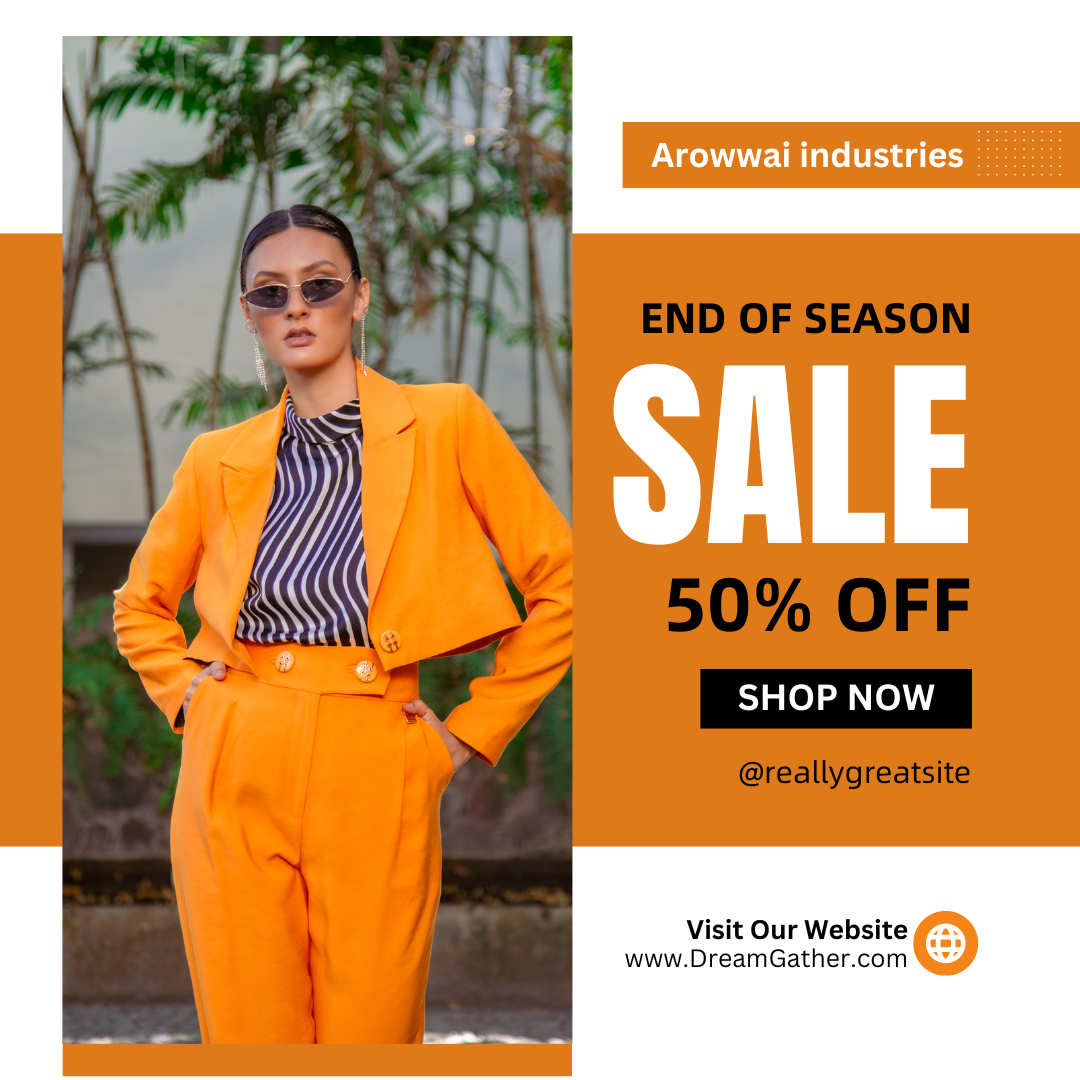 Arowwai industries
END OF SEASON
SALE
50% OFF
SHOP NOW
@reallygreatsite
Visit Our Website
www.DreamGather.com